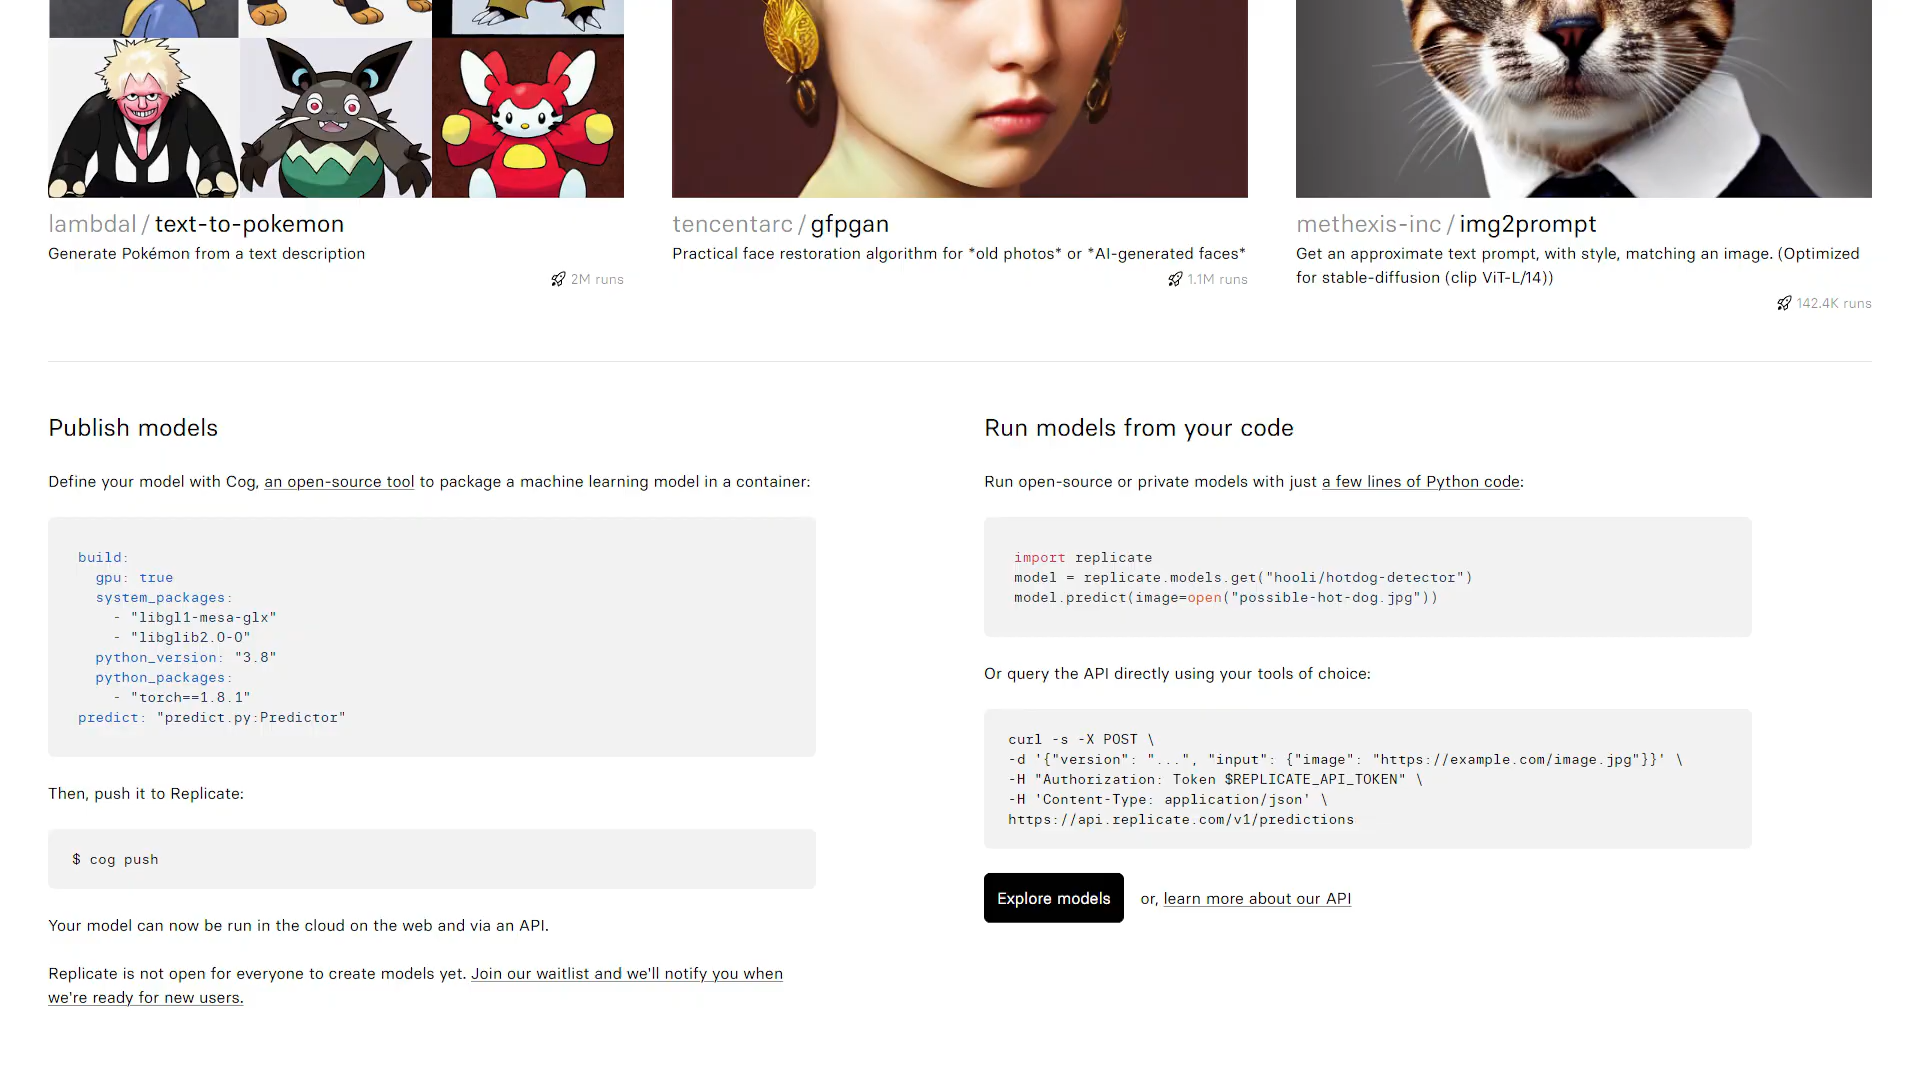 lambdal / text-to-pokemon
Generate Pokémon from a text description
2M runs
tencentarc / gfpgan
Practical face restoration algorithm for *old photos* or *AI-generated faces*
1.1M runs
methexis-inc / img2prompt
Get an approximate text prompt, with style, matching an image. (Optimized
for stable-diffusion (clip ViT-L/14))
142.4K runs
Publish models
Define your model with Cog, an open-source tool to package a machine learning model in a container:
build:
  gpu: true
  system_packages:
    - "libgl1-mesa-glx"
    - "libglib2.0-0"
  python_version: "3.8"
  python_packages:
    - "torch==1.8.1"
predict: "predict.py:Predictor"
Then, push it to Replicate:
$ cog push
Your model can now be run in the cloud on the web and via an API.
Replicate is not open for everyone to create models yet. Join our waitlist and we'll notify you when
we're ready for new users.
Run models from your code
Run open-source or private models with just a few lines of Python code:
import replicate
model = replicate.models.get("hooli/hotdog-detector")
model.predict(image=open("possible-hot-dog.jpg"))
Or query the API directly using your tools of choice:
curl -s -X POST \
-d '{"version": "...", "input": {"image": "https://example.com/image.jpg"}}' \
-H "Authorization: Token $REPLICATE_API_TOKEN" \
-H 'Content-Type: application/json' \
https://api.replicate.com/v1/predictions
Explore models or, learn more about our API